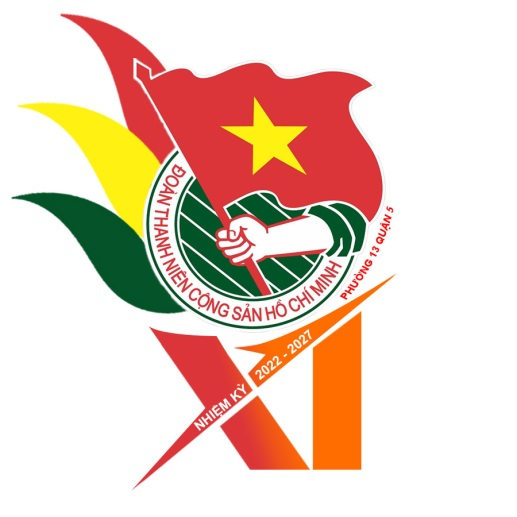 ĐOÀN THANH NIÊN CỘNG SẢN HỒ CHÍ MINH
PHƯỜNG 13 QUẬN 5
NHIỆM KỲ 2022 - 2027
XI